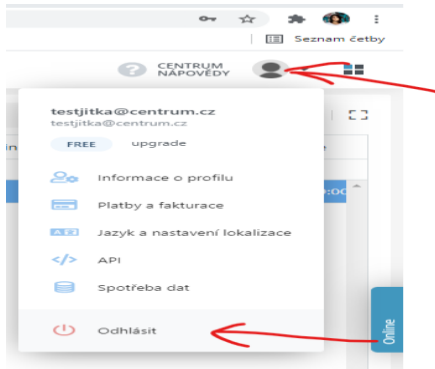 Seznam četby
CENTRUM
NÁPOVĚDY
testjitka@centrum.cz
testjitka@centrum.cz
FREE upgrade
Informace o profilu
Platby a fakturace
Jazyk a nastavení lokalizace
API
Spotřeba dat
Odhlásit
Online